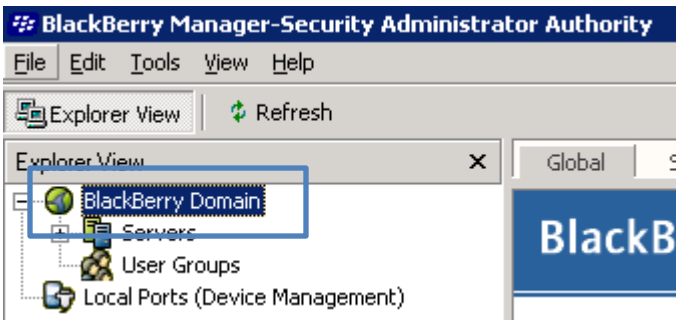 BlackBerry Manager-Security Administrator Authority
File Edit Tools View Help
Explorer View Refresh
Explorer View Global
BlackBerry Domain
Servers
User Groups
Local Ports (Device Management)
BlackB